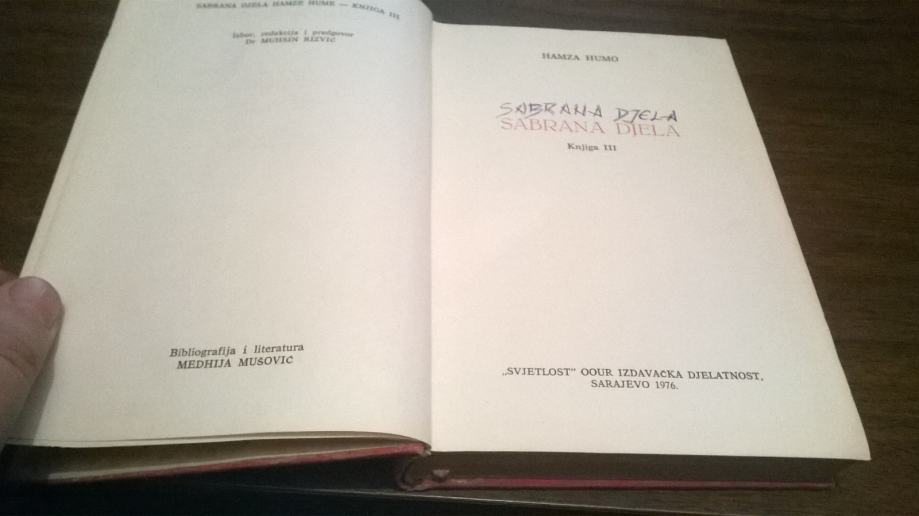 SABRANA DJELA HAMZE HUME — KNJIGA III
Izbor, redakcija i predgovor
Dr MUHSIN RIZVIĆ
Bibliografija i literatura
MEDHIJA MUŠOVIĆ
HAMZA HUMO
SABRANA DJELA
SABRANA DJELA
Knjiga III
„SVJETLOST" OOUR IZDAVAČKA DJELATNOST,
SARAJEVO 1976.